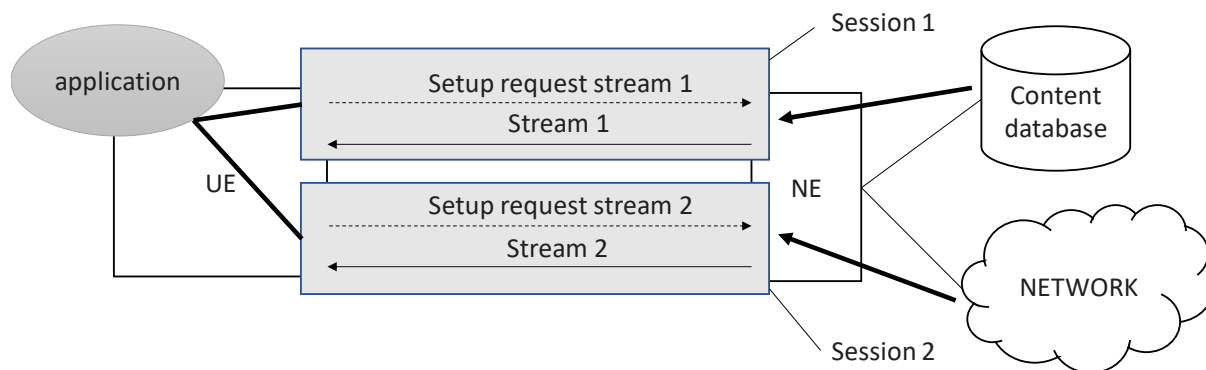 Session 1
application
Setup request stream 1
Stream 1
Content
database
UE
NE
Setup request stream 2
Stream 2
NETWORK
Session 2